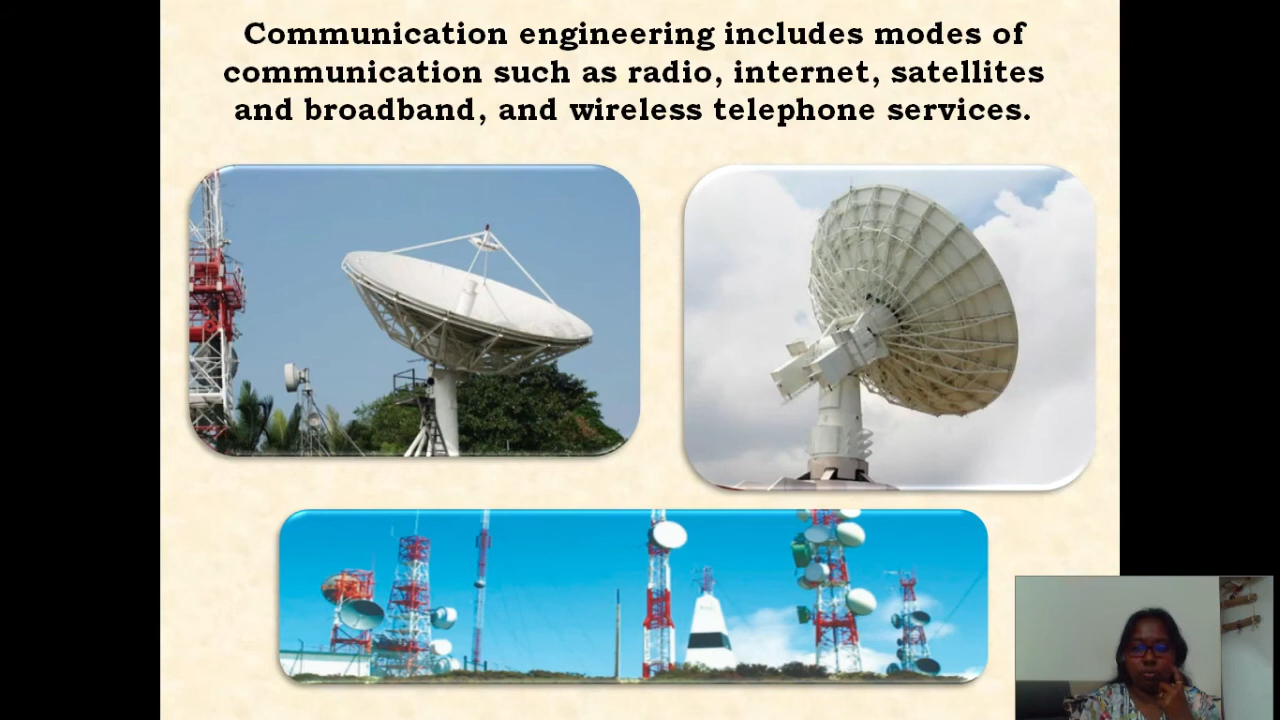 Communication engineering includes modes of
communication such as radio, internet, satellites
and broadband, and wireless telephone services.